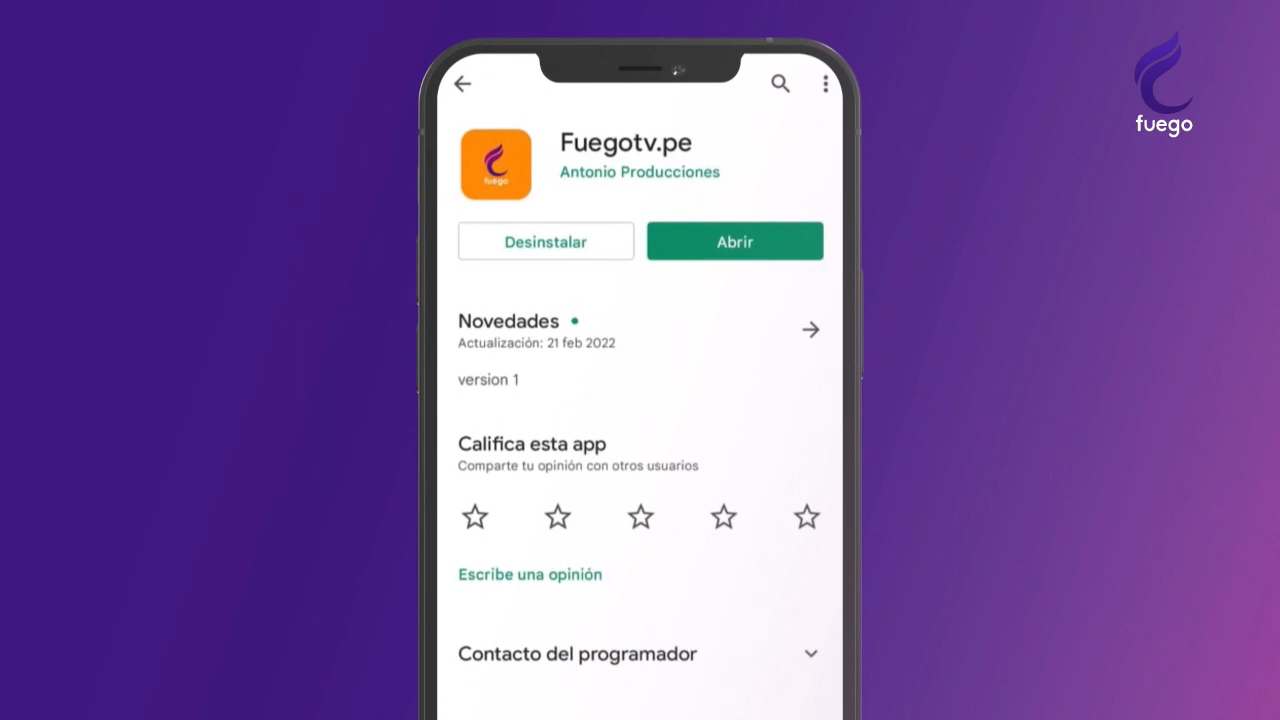 fuego
Fuegotv.pe
Antonio Producciones
fuego
Desinstalar
Abrir
Novedades
Actualización: 21 feb 2022
version 1
Califica esta app
Comparte tu opinión con otros usuarios
Escribe una opinión
Contacto del programador